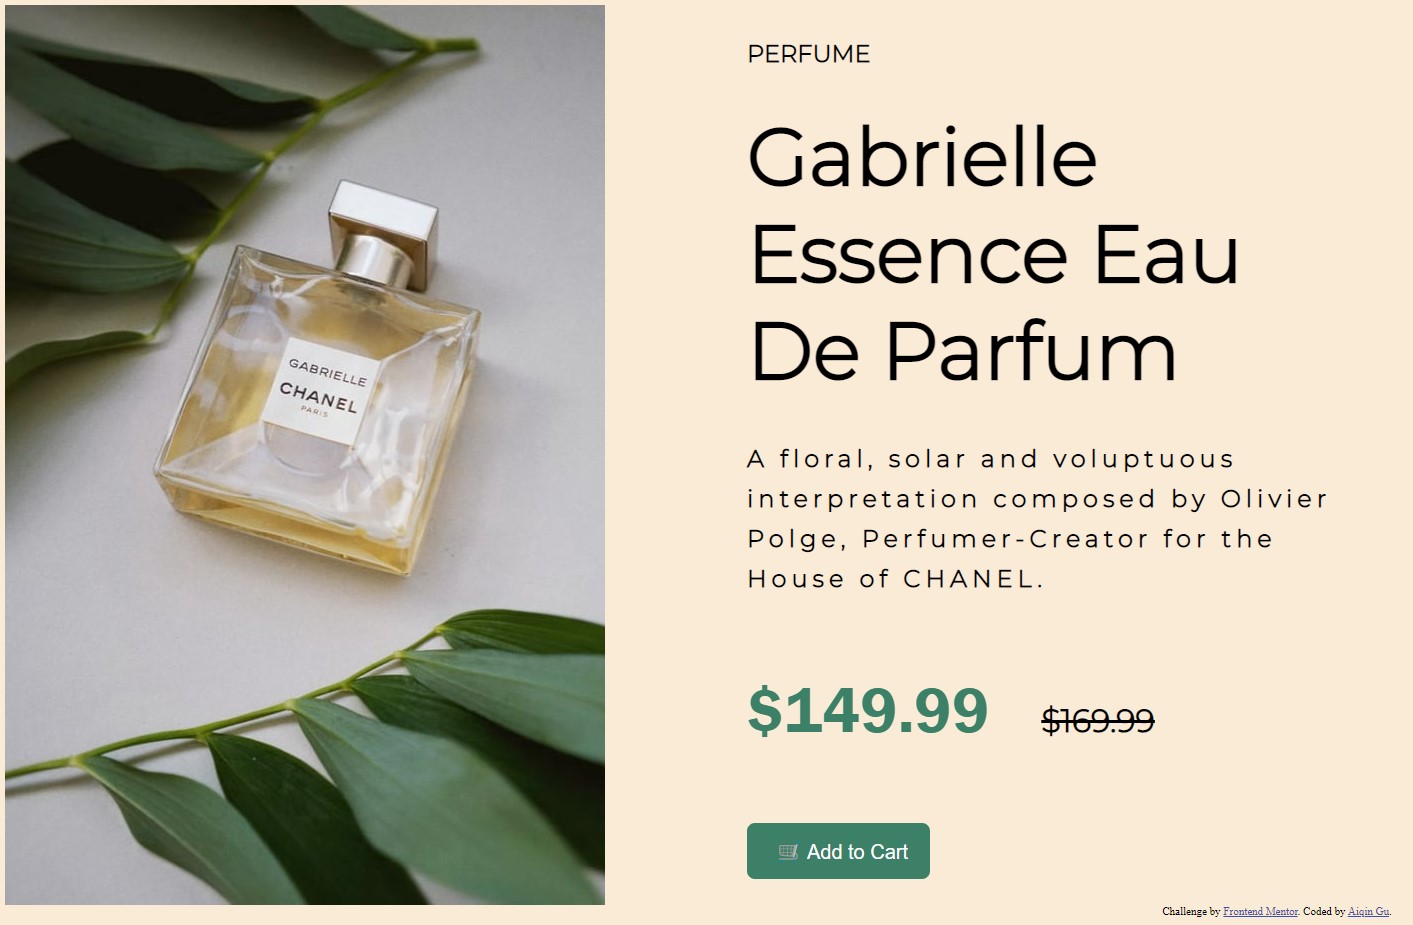 PERFUME
Gabrielle
Essence Eau
De Parfum
A floral, solar and voluptuous
interpretation composed by Olivier
Polge, Perfumer-Creator for the
House of CHANEL.
$149.99 $169.99
Add to Cart
GABRIELLE
CHANEL
PARIS
Challenge by Frontend Mentor. Coded by Aiqin Gu.